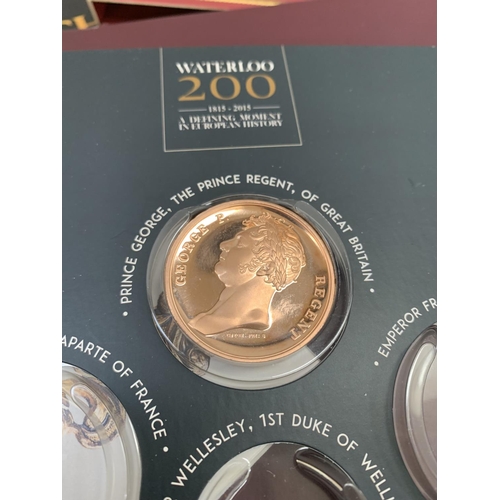 WATERLOO
200
1815 - 2015
A DEFINING MOMENT
IN EUROPEAN HISTORY
• PRINCE GEORGE, THE PRINCE REGENT, OF GREAT BRITAIN •
GEORGE P. REGENT
EMPEROR FR
APARTE OF FRANCE •
WELLESLEY, 1ST DUKE OF WELL